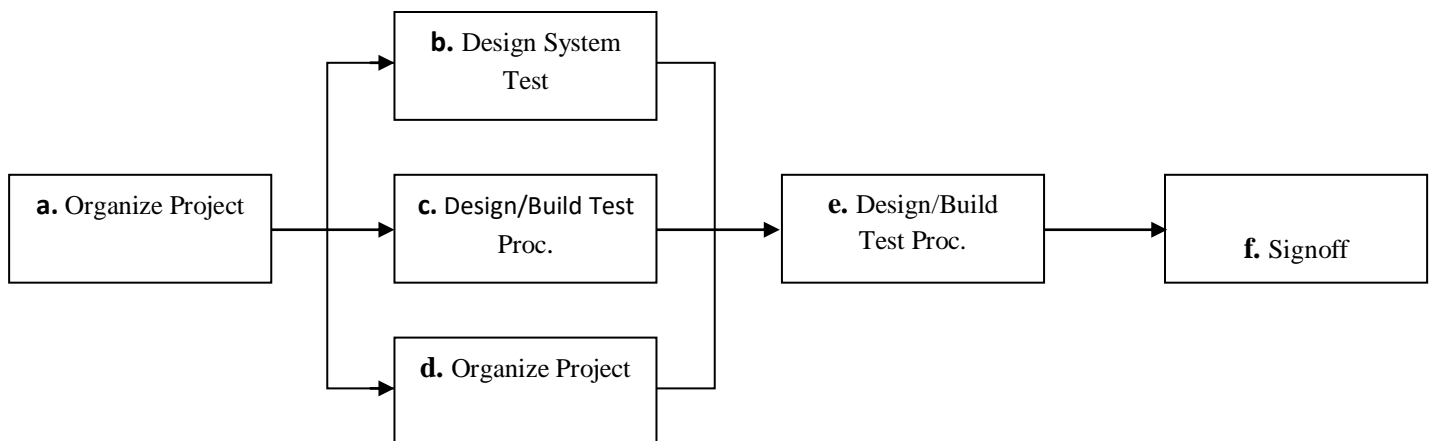 b. Design System
Test
a. Organize Project
c. Design/Build Test
Proc.
e. Design/Build
Test Proc.
f. Signoff
d. Organize Project